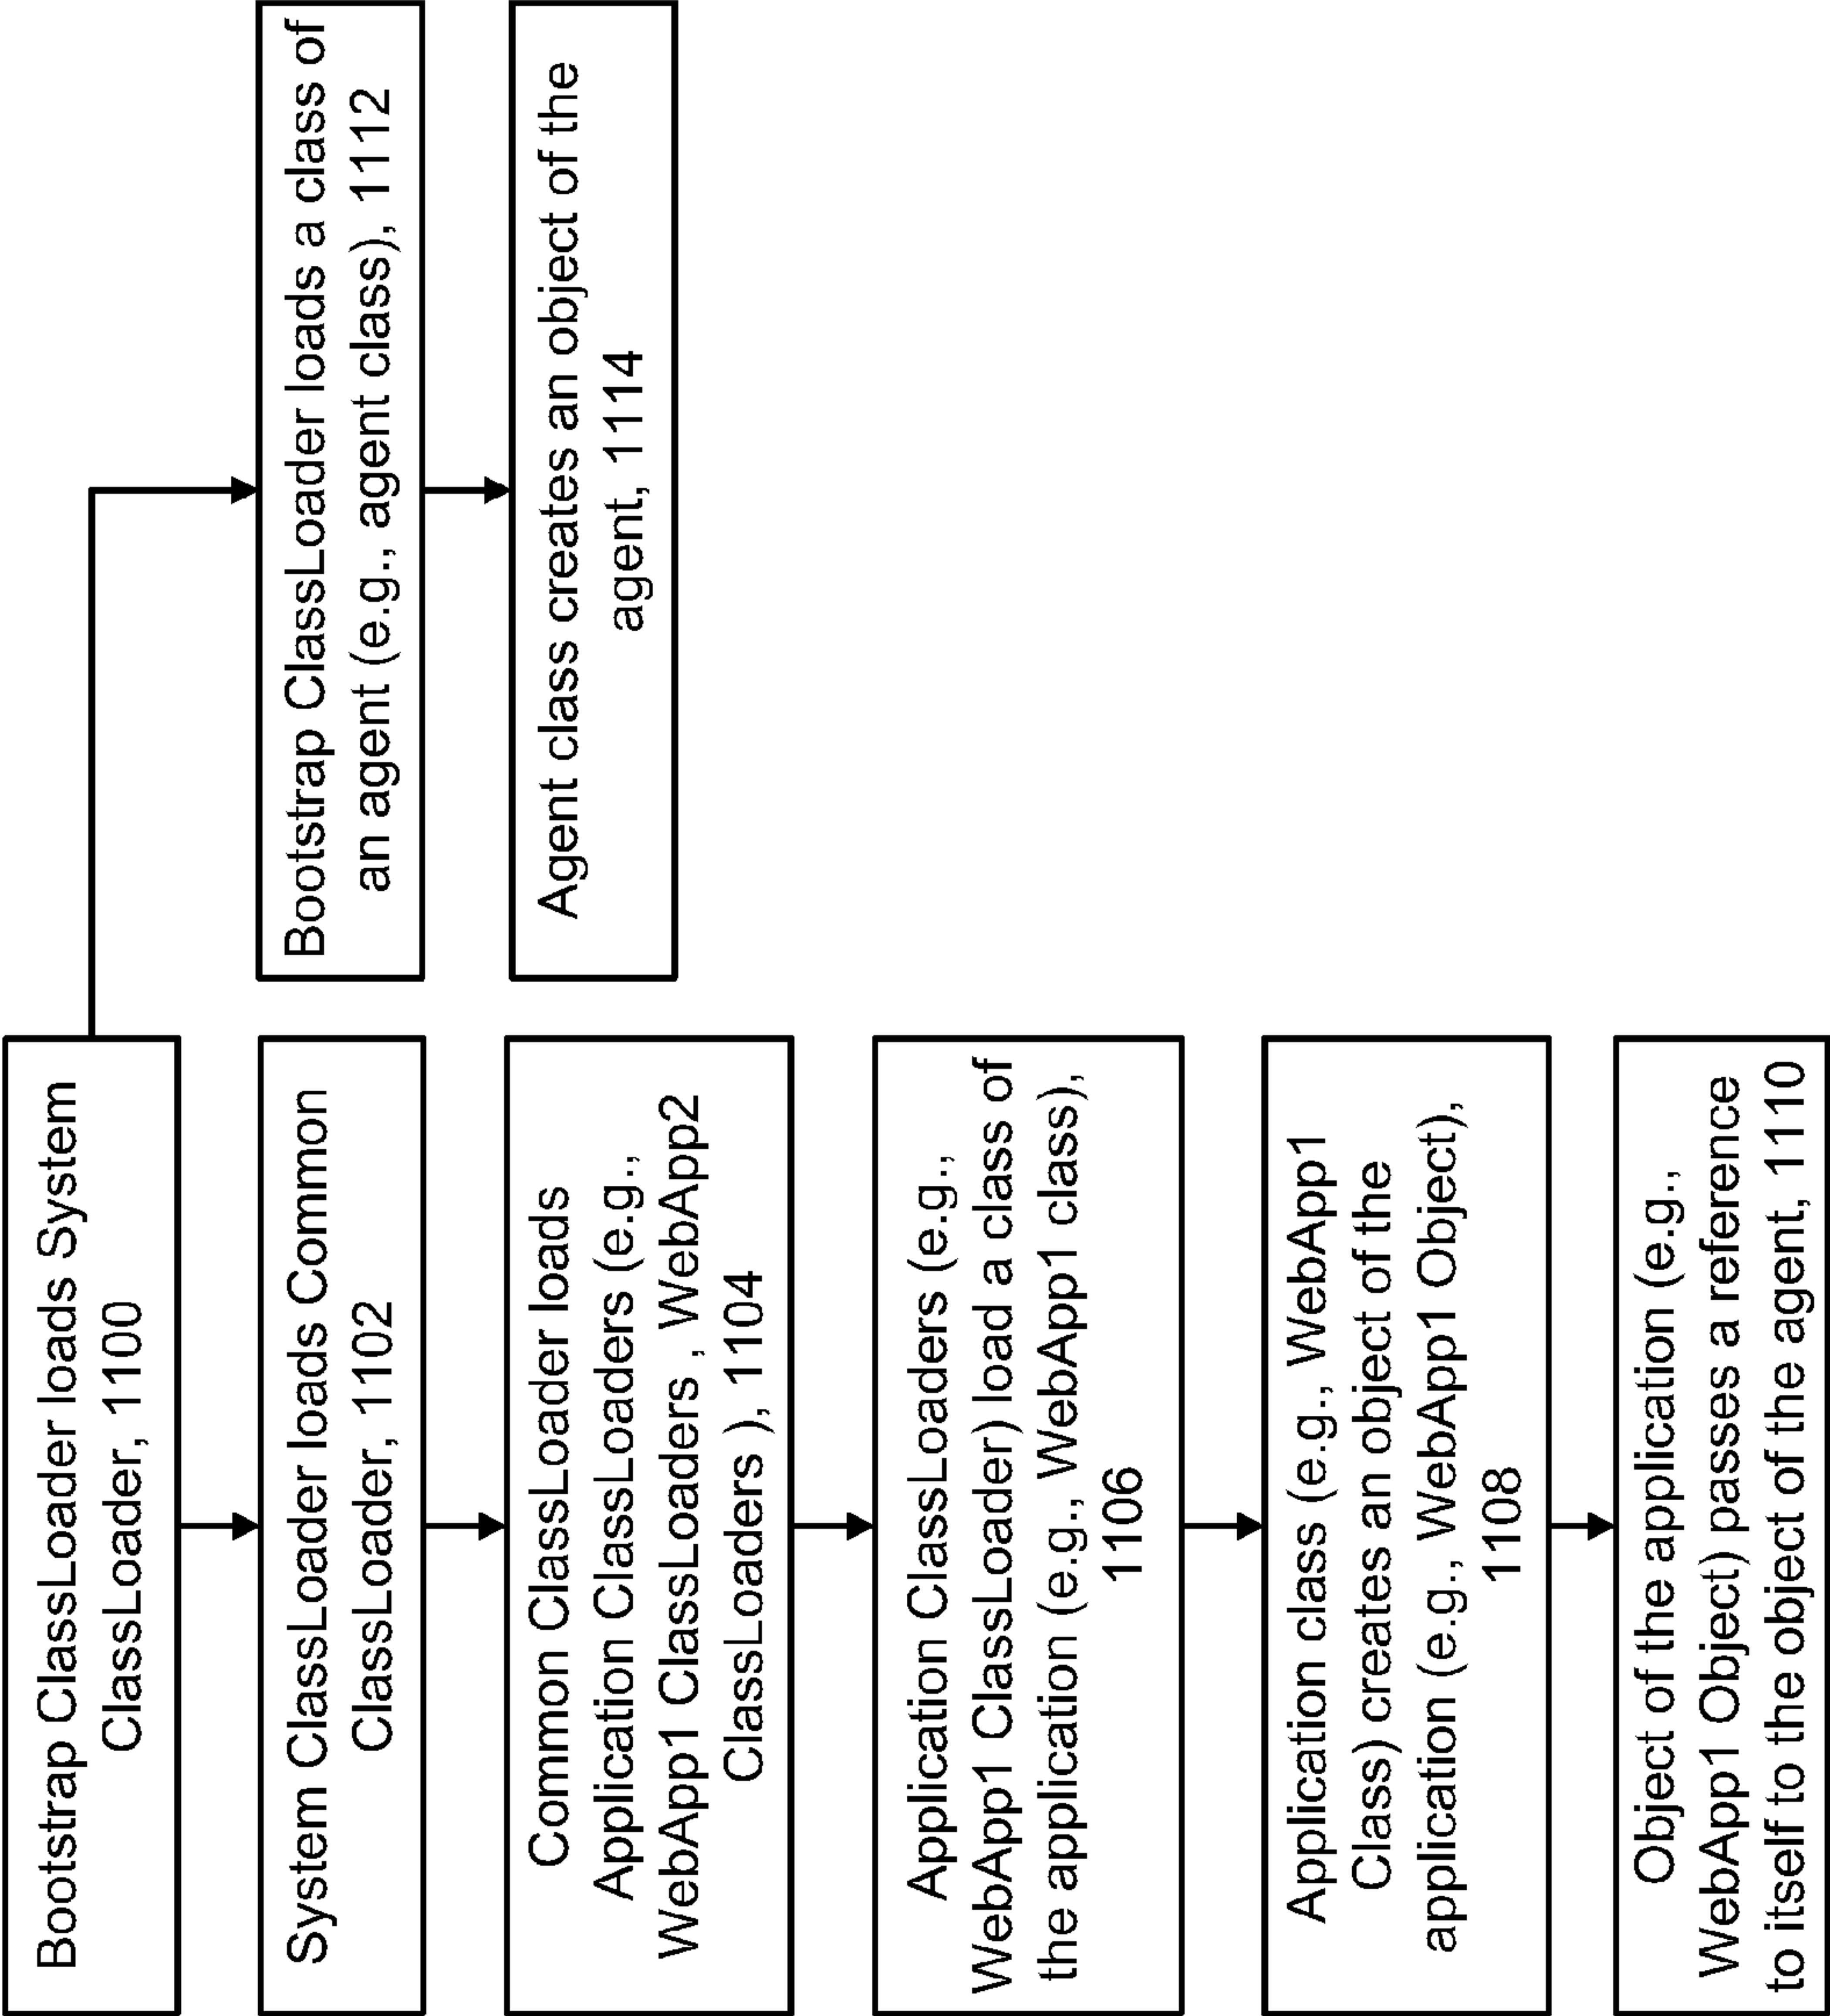 Bootstrap ClassLoader loads System
ClassLoader, 1100
System ClassLoader loads Common
ClassLoader, 1102
Common ClassLoader loads
Application ClassLoaders (e.g.,
WebApp1 ClassLoaders , WebApp2
ClassLoaders ), 1104
Application ClassLoaders (e.g.,
WebApp1 ClassLoader) load a class of
the application (e.g., WebApp1 class),
1106
Application class (e.g., WebApp1
Class) creates an object of the
application (e.g., WebApp1 Object),
1108
Object of the application (e.g.,
WebApp1 Object) passes a reference
to itself to the object of the agent, 1110
Bootstrap ClassLoader loads a class of
an agent (e.g., agent class), 1112
Agent class creates an object of the
agent, 1114